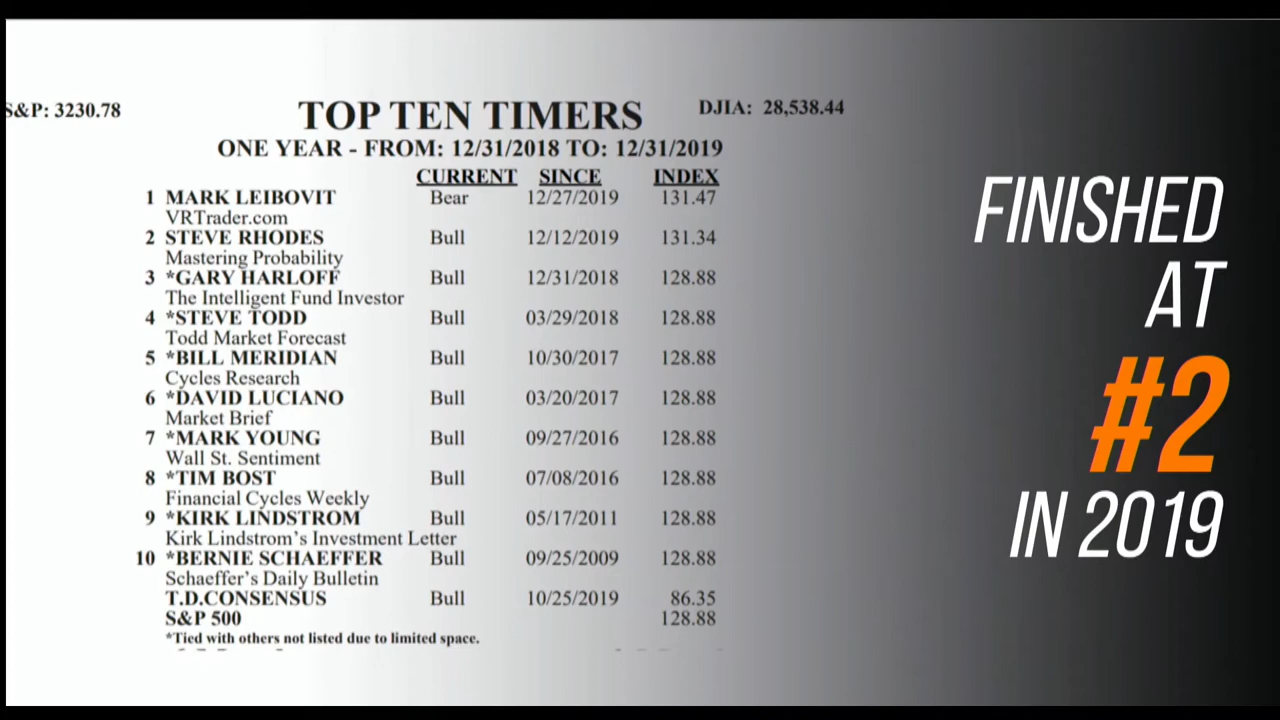 S&P: 3230.78
TOP TEN TIMERS
DJIA: 28,538.44
ONE YEAR - FROM: 12/31/2018 TO: 12/31/2019
CURRENT SINCE INDEX
1 MARK LEIBOVIT Bear 12/27/2019 131.47
VRTrader.com
2 STEVE RHODES Bull 12/12/2019 131.34
Mastering Probability
3 *GARY HARLOFF Bull 12/31/2018 128.88
The Intelligent Fund Investor
4 *STEVE TODD Bull 03/29/2018 128.88
Todd Market Forecast
5 *BILL MERIDIAN Bull 10/30/2017 128.88
Cycles Research
6 *DAVID LUCIANO Bull 03/20/2017 128.88
Market Brief
7 *MARK YOUNG Bull 09/27/2016 128.88
Wall St. Sentiment
8 *TIM BOST Bull 07/08/2016 128.88
Financial Cycles Weekly
9 *KIRK LINDSTROM Bull 05/17/2011 128.88
Kirk Lindstrom's Investment Letter
10 *BERNIE SCHAEFFER Bull 09/25/2009 128.88
Schaeffer's Daily Bulletin
T.D.CONSENSUS Bull 10/25/2019 86.35
S&P 500 128.88
*Tied with others not listed due to limited space.
FINISHED
AT
#2
IN 2019